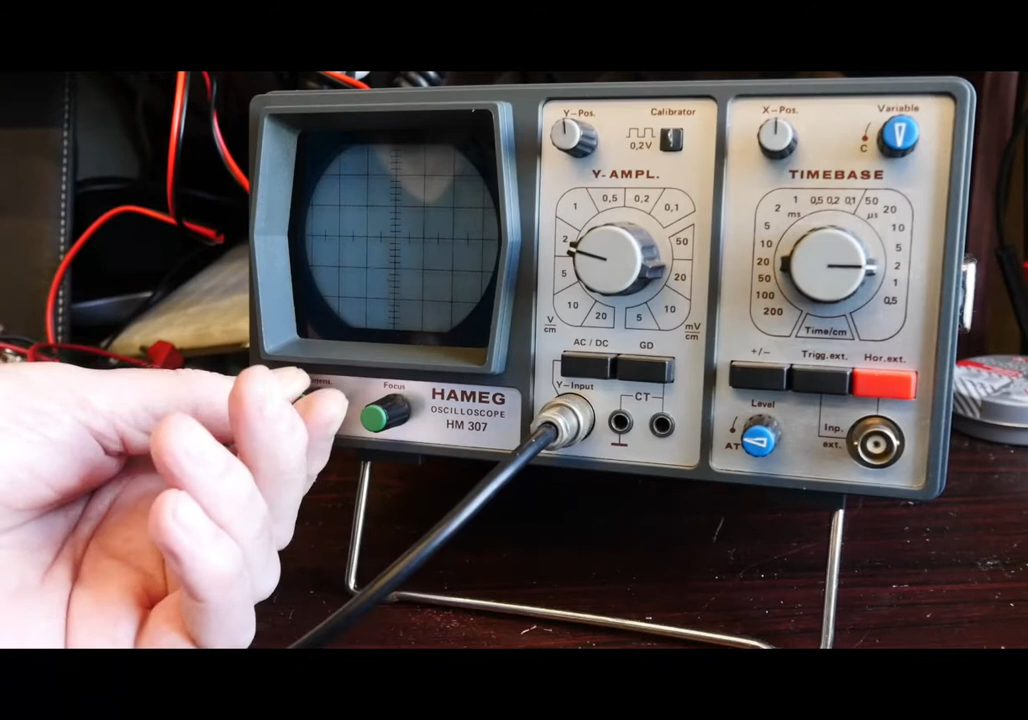 Intens.
Focus
HAMEG
OSCILLOSCOPE
HM 307
Y-Pos.
Calibrator
0,2V
Y-AMPL.
0,5
0,2
1
0,1
2
50
5
20
10
10
20
5
V/cm
mV/cm
AC / DC
GD
Y-Input
CT
X-Pos.
Variable
C
TIMEBASE
1
0,5
0,2
0,1
50
2
ms
µs
20
5
10
10
5
20
2
50
1
100
0,5
200
Time/cm
+/-
Trigg.ext.
Hor.ext.
Level
AT
Inp.
ext.